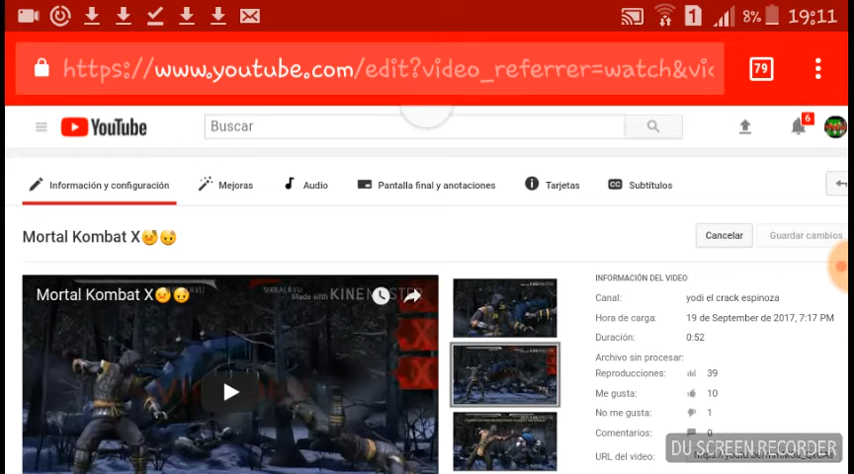 1 8% 19:11
https://www.youtube.com/edit?video_referrer=watch&vic 79
YouTube Buscar 6
Información y configuración Mejoras Audio Pantalla final y anotaciones Tarjetas CC Subtítulos
Mortal Kombat X😠😠 Cancelar Guardar cambios
INFORMACIÓN DEL VIDEO
Mortal Kombat X Made with KINEMASTER
Canal: yodi el crack espinoza
Hora de carga: 19 de September de 2017, 7:17 PM
Duración: 0:52
Archivo sin procesar:
Reproducciones: 39
Me gusta: 10
No me gusta: 1
Comentarios: 0
DU SCREEN RECORDER
URL del video: